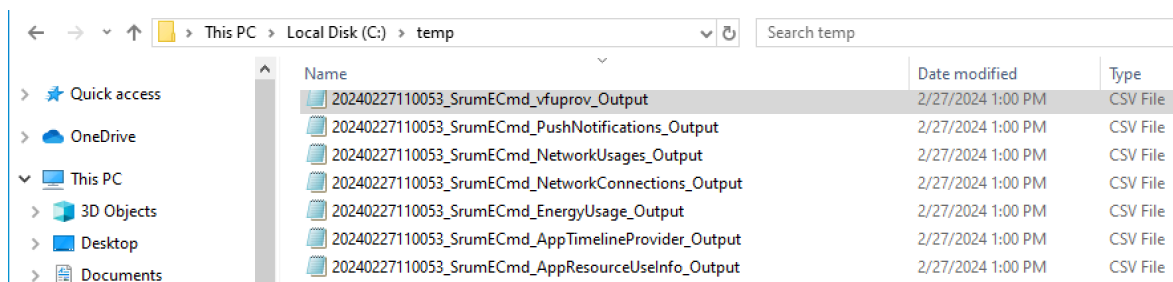 This PC > Local Disk (C:) > temp
Search temp
Name Date modified Type
Quick access
OneDrive
This PC
3D Objects
Desktop
Documents
20240227110053_SrumECmd_vfuprov_Output 2/27/2024 1:00 PM CSV File
20240227110053_SrumECmd_PushNotifications_Output 2/27/2024 1:00 PM CSV File
20240227110053_SrumECmd_NetworkUsages_Output 2/27/2024 1:00 PM CSV File
20240227110053_SrumECmd_NetworkConnections_Output 2/27/2024 1:00 PM CSV File
20240227110053_SrumECmd_EnergyUsage_Output 2/27/2024 1:00 PM CSV File
20240227110053_SrumECmd_AppTimelineProvider_Output 2/27/2024 1:00 PM CSV File
20240227110053_SrumECmd_AppResourceUseInfo_Output 2/27/2024 1:00 PM CSV File